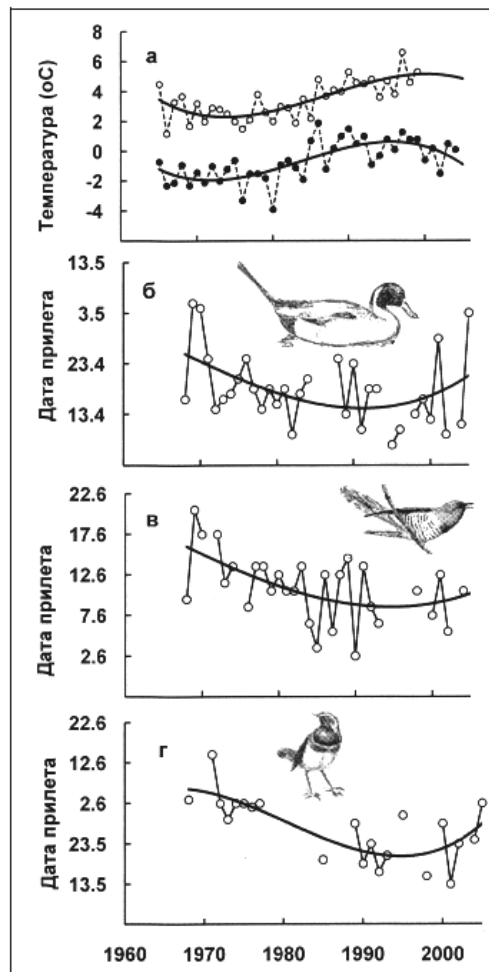 а
Температура (оС)
8
6
4
2
0
-2
-4
б
Дата прилета
13.5
3.5
23.4
13.4
в
Дата прилета
22.6
17.6
12.6
7.6
2.6
г
Дата прилета
22.6
12.6
2.6
23.5
13.5
1960 1970 1980 1990 2000